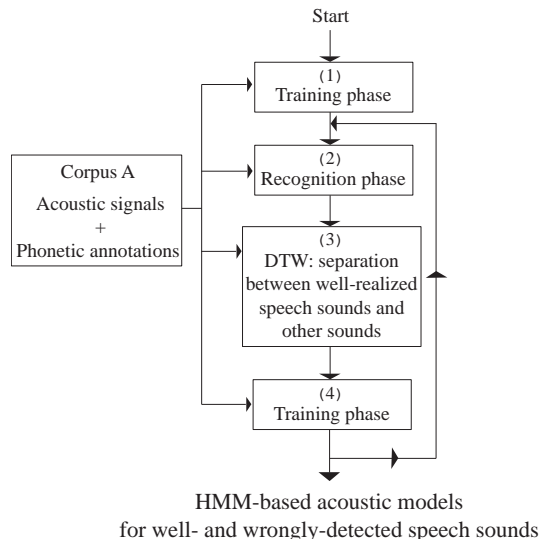 Start
(1)
Training phase
Corpus A
Acoustic signals
+
Phonetic annotations
(2)
Recognition phase
(3)
DTW: separation
between well-realized
speech sounds and
other sounds
(4)
Training phase
HMM-based acoustic models
for well- and wrongly-detected speech sounds